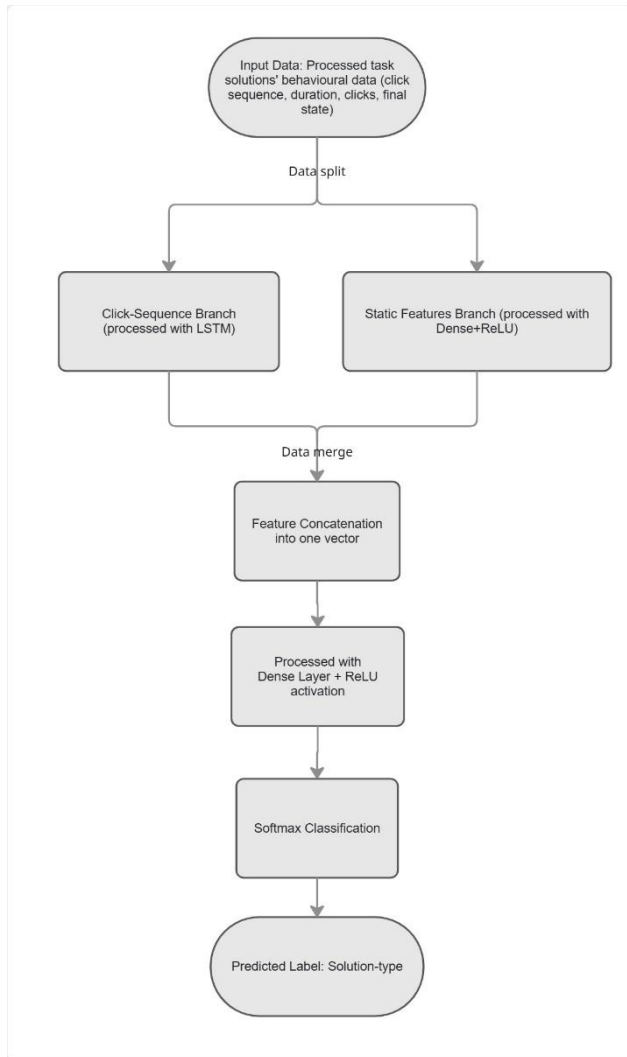 Input Data: Processed task
solutions' behavioural data (click
sequence, duration, clicks, final
state)
Data split
Click-Sequence Branch
(processed with LSTM)
Static Features Branch (processed with
Dense+ReLU)
Data merge
Feature Concatenation
into one vector
Processed with
Dense Layer + ReLU
activation
Softmax Classification
Predicted Label: Solution-type